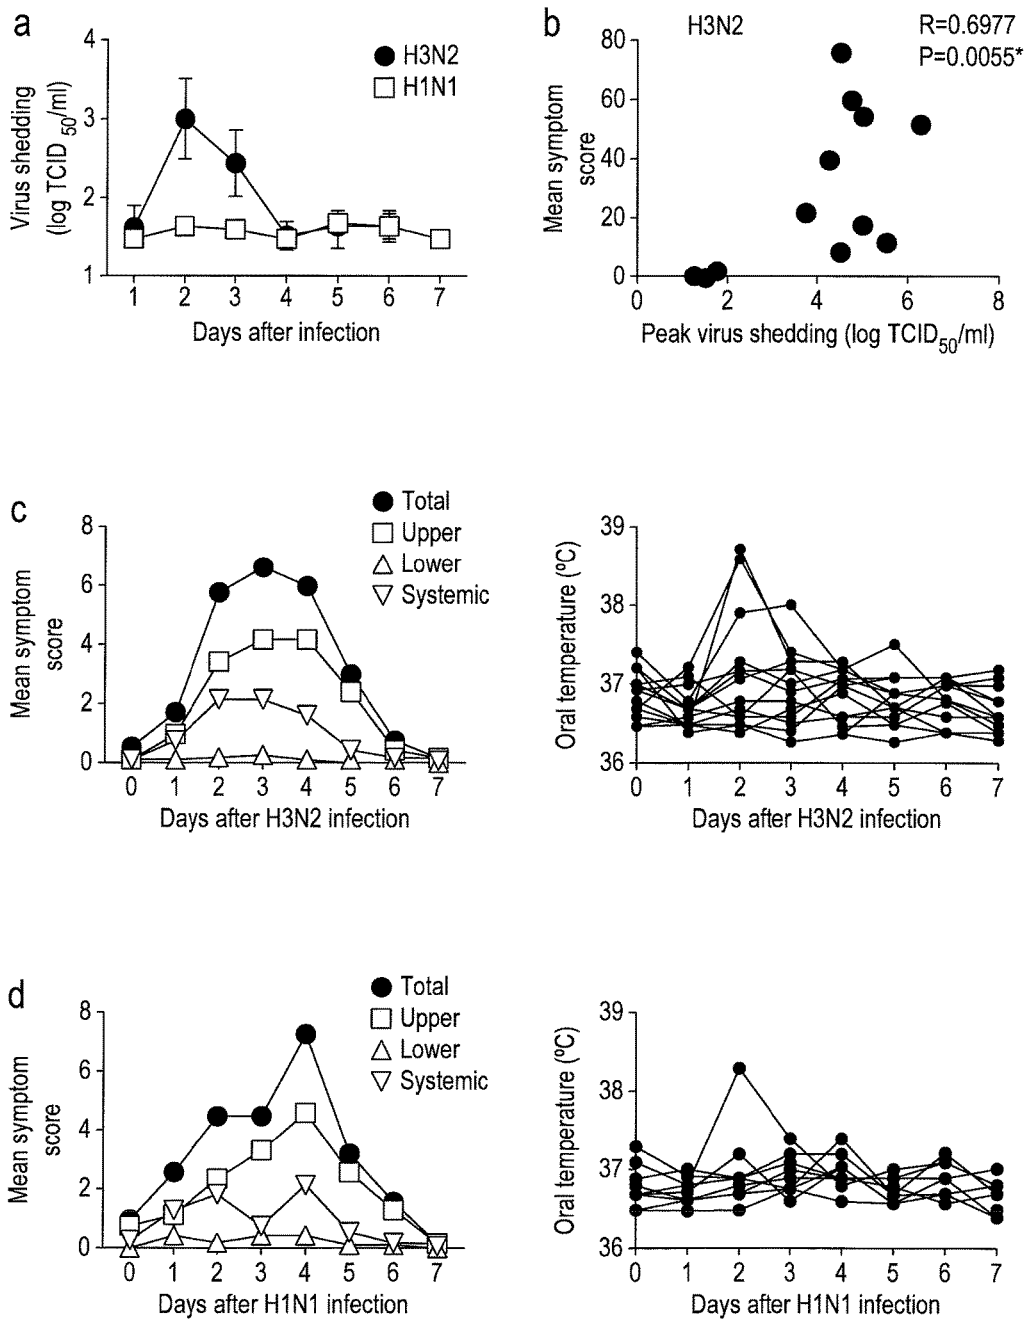 a
4
3
2
1
Virus shedding
(log TCID50/ml)
H3N2
H1N1
1 2 3 4 5 6 7
Days after infection
b
H3N2
R=0.6977
P=0.0055*
80
60
40
20
0
Mean symptom
score
0 2 4 6 8
Peak virus shedding (log TCID50/ml)
c
Total
Upper
Lower
Systemic
8
6
4
2
0
Mean symptom
score
0 1 2 3 4 5 6 7
Days after H3N2 infection
39
38
37
36
Oral temperature (ºC)
0 1 2 3 4 5 6 7
Days after H3N2 infection
d
Total
Upper
Lower
Systemic
8
6
4
2
0
Mean symptom
score
0 1 2 3 4 5 6 7
Days after H1N1 infection
39
38
37
36
Oral temperature (ºC)
0 1 2 3 4 5 6 7
Days after H1N1 infection